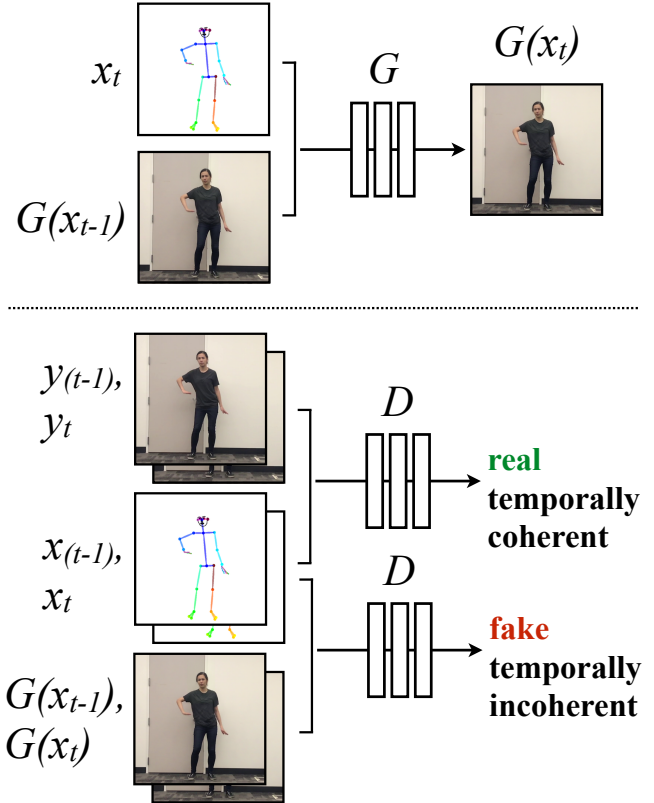 x_t
G
G(x_t)
G(x_{t-1})
y_{(t-1)},
y_t
D
real
temporally
coherent
x_{(t-1)},
x_t
D
fake
temporally
incoherent
G(x_{t-1}),
G(x_t)